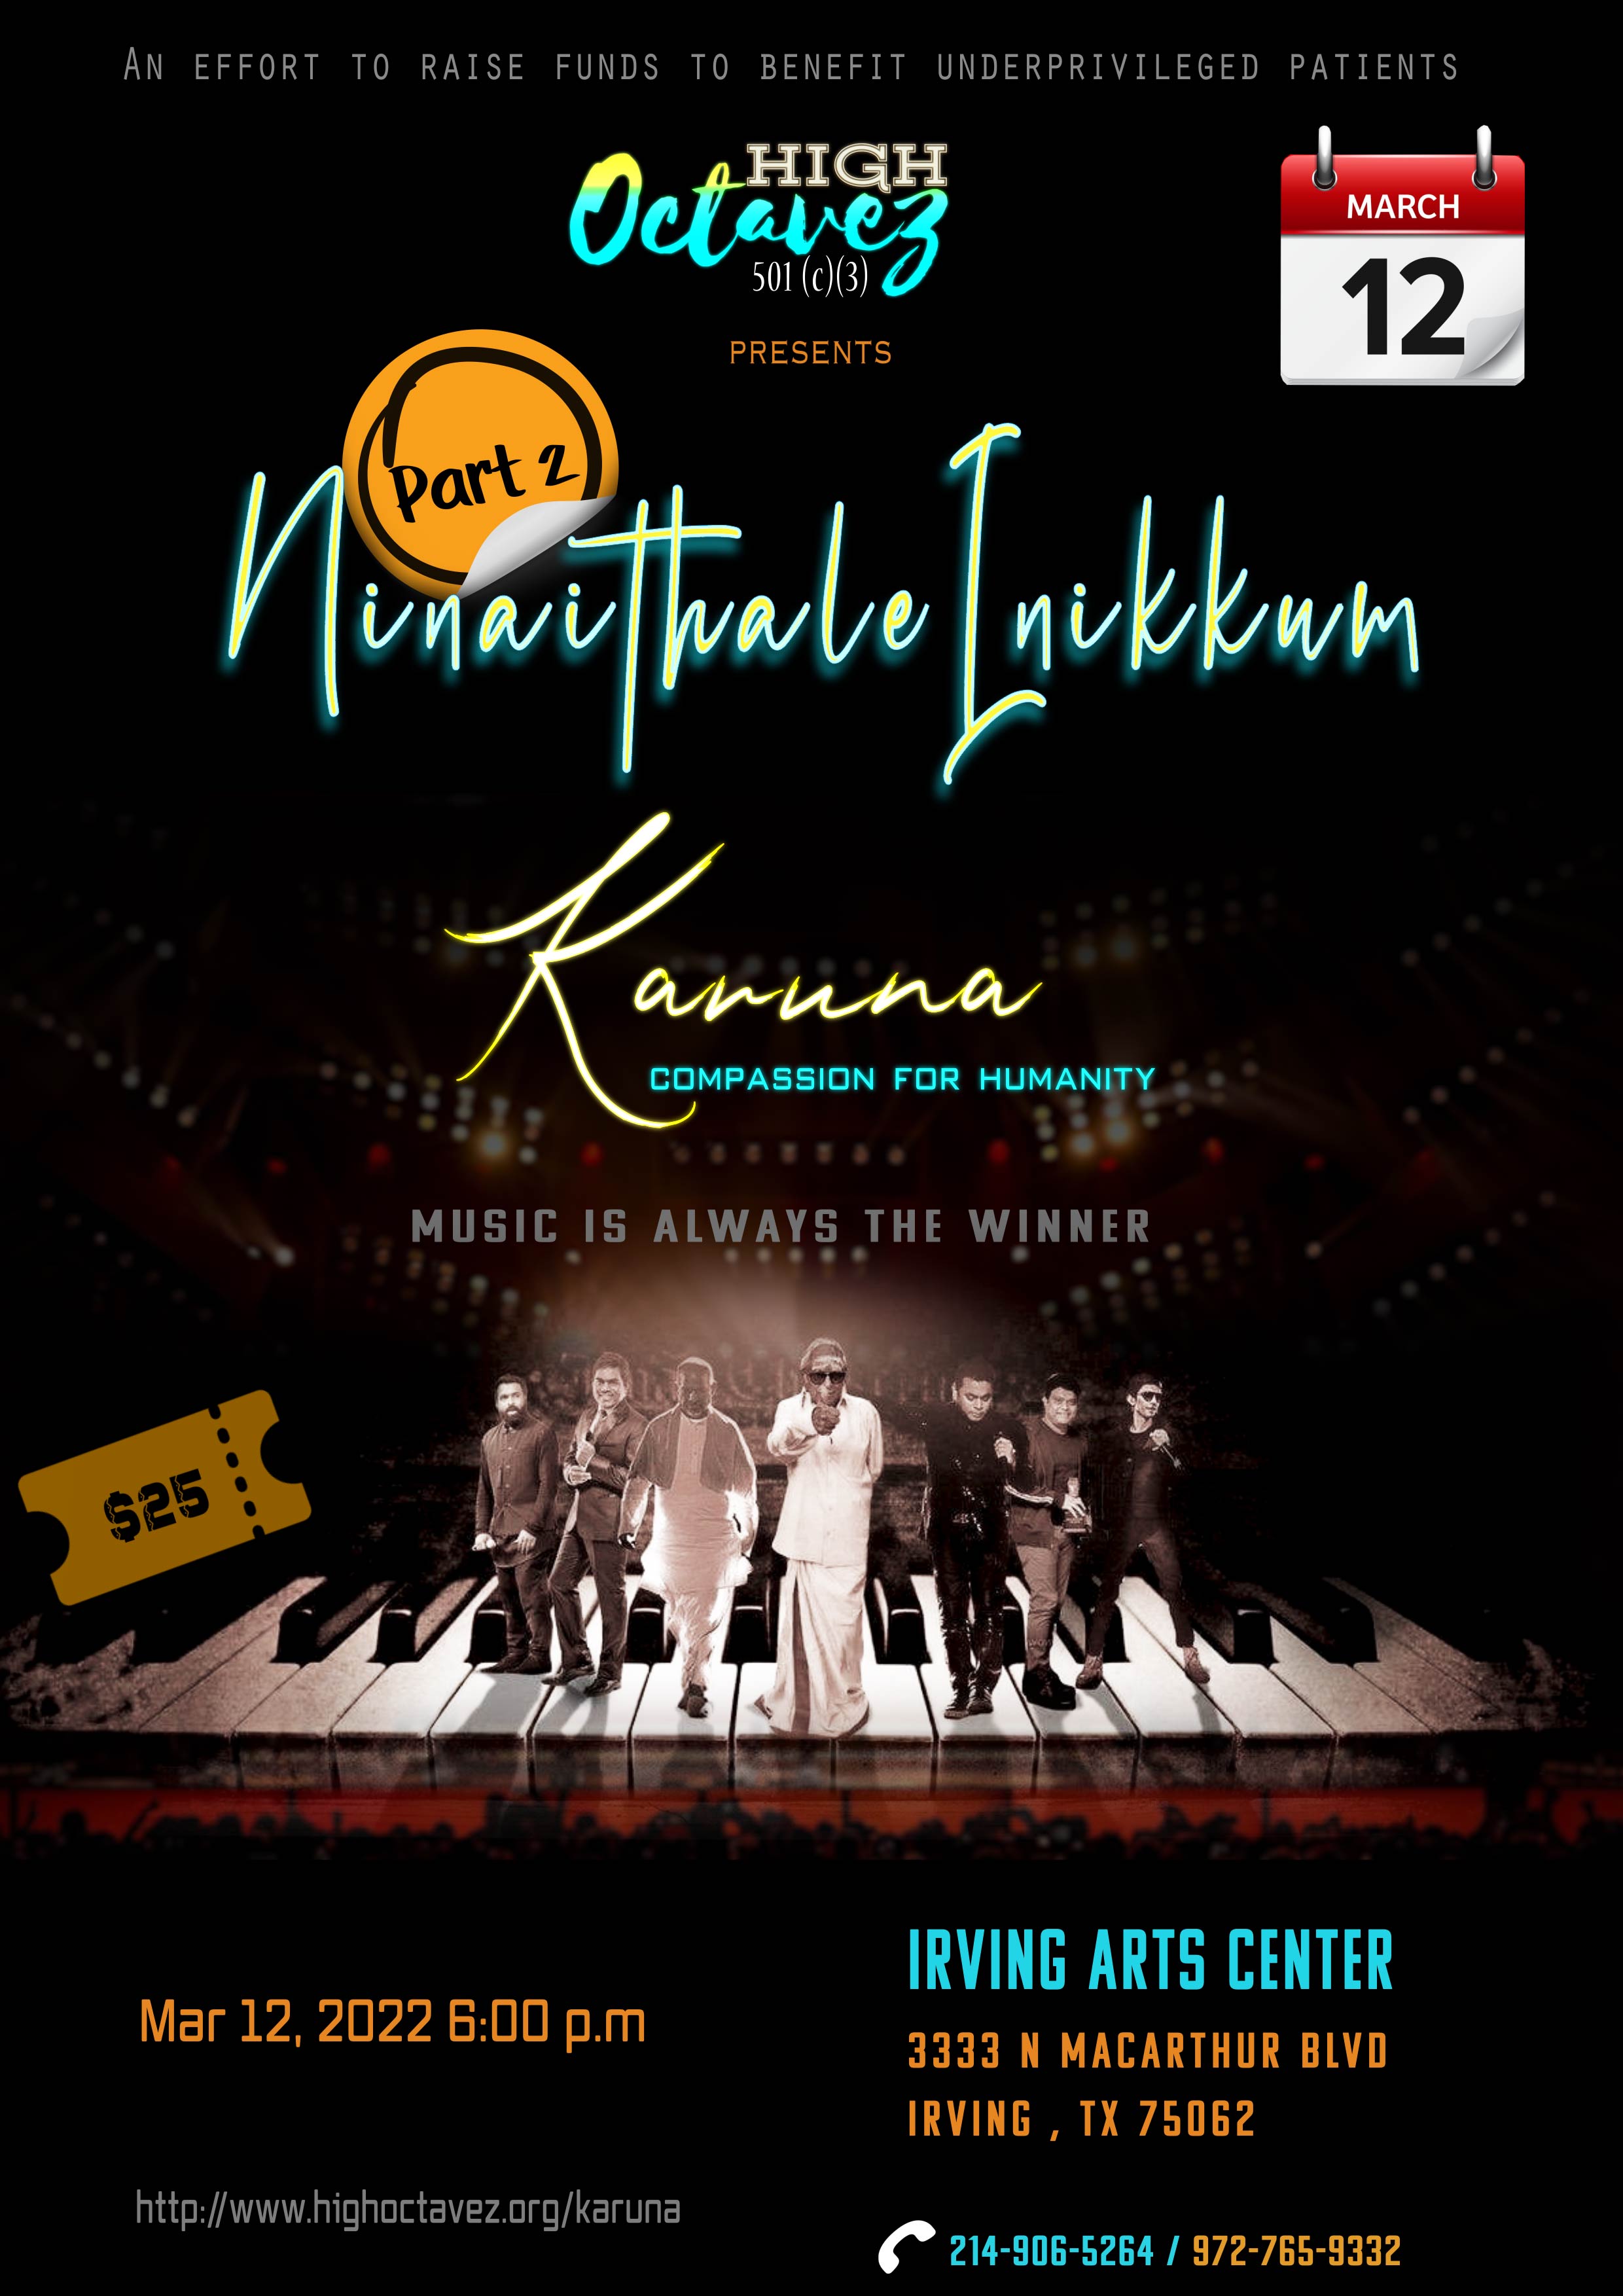 An effort to raise funds to benefit underprivileged patients
HIGH
Octavez
501 (c)(3)
MARCH
12
PRESENTS
Part 2
Ninaithale Inikkum
Karuna
COMPASSION FOR HUMANITY
MUSIC IS ALWAYS THE WINNER
$25
IRVING ARTS CENTER
Mar 12, 2022 6:00 p.m
3333 N MACARTHUR BLVD
IRVING , TX 75062
http://www.highoctavez.org/karuna
214-906-5264 / 972-765-9332